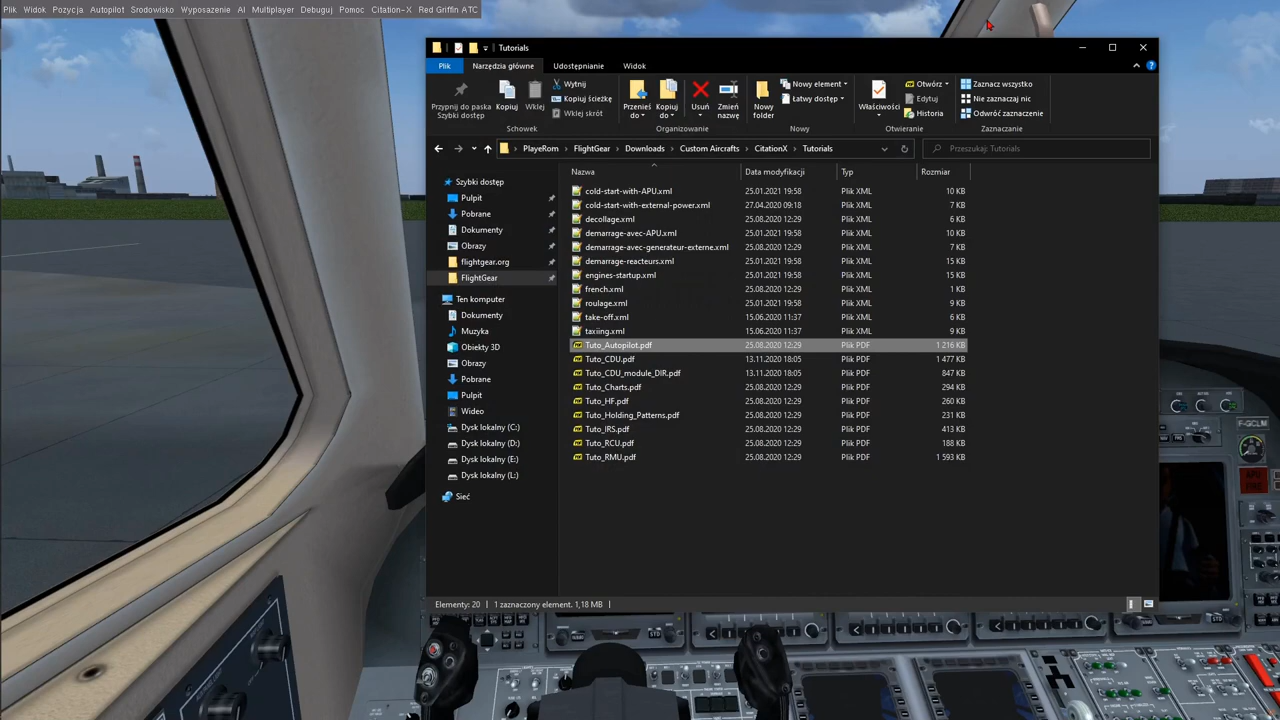 Plik Widok Pozycja Autopilot Środowisko Wyposażenie AI Multiplayer Debuguj Pomoc Citation-X Red Griffin ATC
Tutorials
Plik Narzędzia główne Udostępnianie Widok
Przypnij do paska Szybki dostęp
Kopiuj
Wklej
Wytnij
Kopiuj ścieżkę
Wklej skrót
Schowek
Przenieś do
Kopiuj do
Usuń
Zmień nazwę
Organizowanie
Nowy folder
Nowy element
Łatwy dostęp
Nowy
Właściwości
Otwórz
Edytuj
Historia
Otwieranie
Zaznacz wszystko
Nie zaznaczaj nic
Odwróć zaznaczenie
Zaznaczanie
PlayeRom > FlightGear > Downloads > Custom Aircrafts > CitationX > Tutorials
Przeszukaj: Tutorials
Szybki dostęp
Pulpit
Pobrane
Dokumenty
Obrazy
flightgear.org
FlightGear
Ten komputer
Dokumenty
Muzyka
Obiekty 3D
Obrazy
Pobrane
Pulpit
Wideo
Dysk lokalny (C:)
Dysk lokalny (D:)
Dysk lokalny (E:)
Dysk lokalny (L:)
Sieć
Nazwa Data modyfikacji Typ Rozmiar
cold-start-with-APU.xml 25.01.2021 19:58 Plik XML 10 KB
cold-start-with-external-power.xml 27.04.2020 09:18 Plik XML 7 KB
decollage.xml 25.08.2020 12:29 Plik XML 6 KB
demarrage-avec-APU.xml 25.01.2021 19:58 Plik XML 10 KB
demarrage-avec-generateur-externe.xml 25.08.2020 12:29 Plik XML 7 KB
demarrage-reacteurs.xml 25.01.2021 19:58 Plik XML 15 KB
engines-startup.xml 25.01.2021 19:58 Plik XML 15 KB
french.xml 25.08.2020 12:29 Plik XML 1 KB
roulage.xml 25.01.2021 19:58 Plik XML 9 KB
take-off.xml 15.06.2020 11:37 Plik XML 6 KB
taxiing.xml 15.06.2020 11:37 Plik XML 9 KB
Tuto_Autopilot.pdf 25.08.2020 12:29 Plik PDF 1 216 KB
Tuto_CDU.pdf 13.11.2020 18:05 Plik PDF 1 477 KB
Tuto_CDU_module_DIR.pdf 13.11.2020 18:05 Plik PDF 847 KB
Tuto_Charts.pdf 25.08.2020 12:29 Plik PDF 294 KB
Tuto_HF.pdf 25.08.2020 12:29 Plik PDF 260 KB
Tuto_Holding_Patterns.pdf 25.08.2020 12:29 Plik PDF 231 KB
Tuto_IRS.pdf 25.08.2020 12:29 Plik PDF 413 KB
Tuto_RCU.pdf 25.08.2020 12:29 Plik PDF 188 KB
Tuto_RMU.pdf 25.08.2020 12:29 Plik PDF 1 593 KB
Elementy: 20 | 1 zaznaczony element. 1,18 MB |
F-GCLM
APU
FIRE
STD